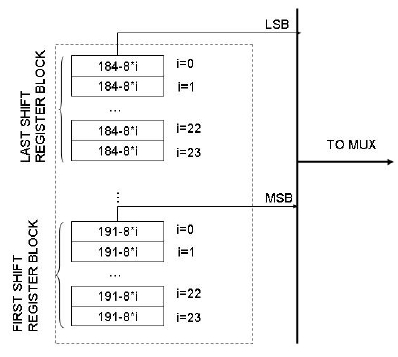 LSB
LAST SHIFT
REGISTER BLOCK
184-8*i i=0
184-8*i i=1
...
184-8*i i=22
184-8*i i=23
TO MUX
⋮
MSB
FIRST SHIFT
REGISTER BLOCK
191-8*i i=0
191-8*i i=1
...
191-8*i i=22
191-8*i i=23